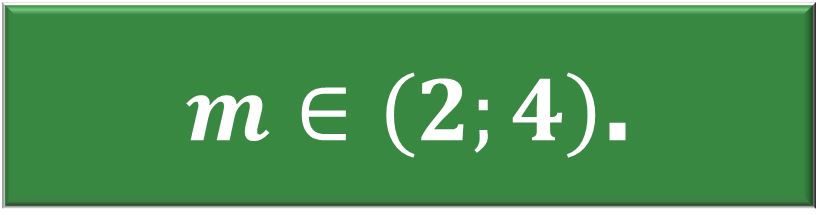 m ∈ (2; 4).